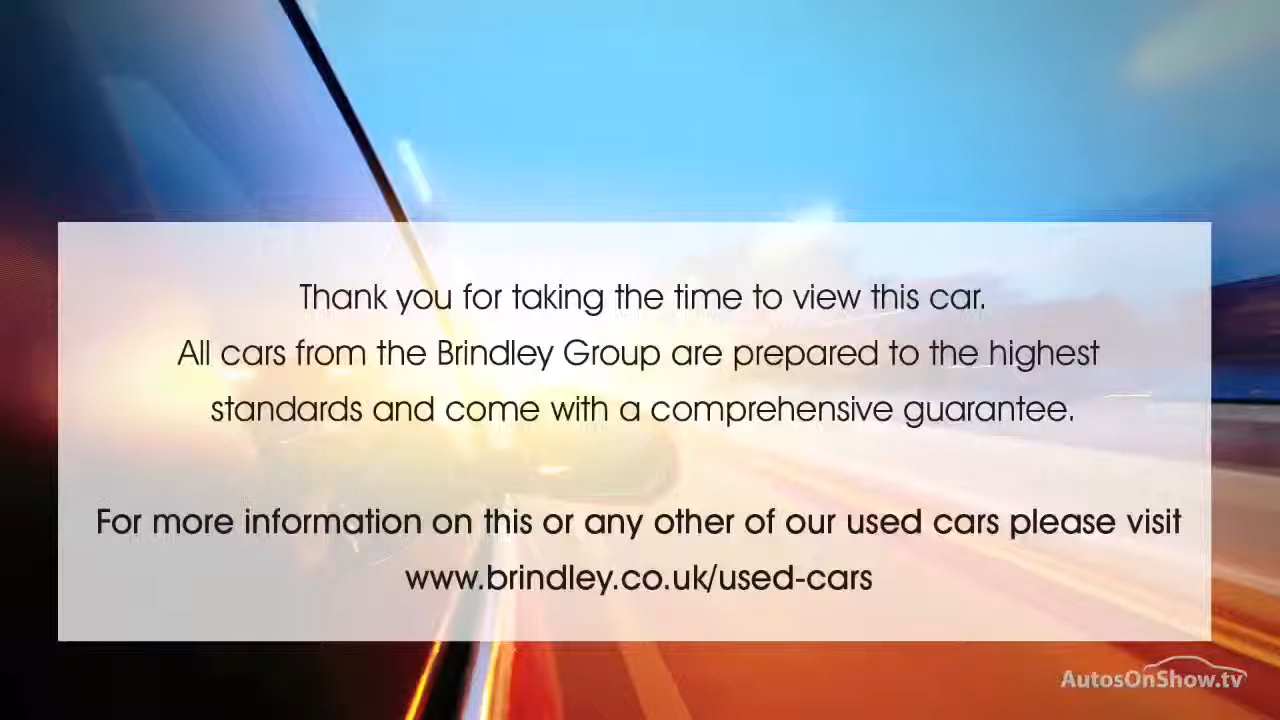 Thank you for taking the time to view this car.
All cars from the Brindley Group are prepared to the highest
standards and come with a comprehensive guarantee.
For more information on this or any other of our used cars please visit
www.brindley.co.uk/used-cars
AutosOnShow.tv